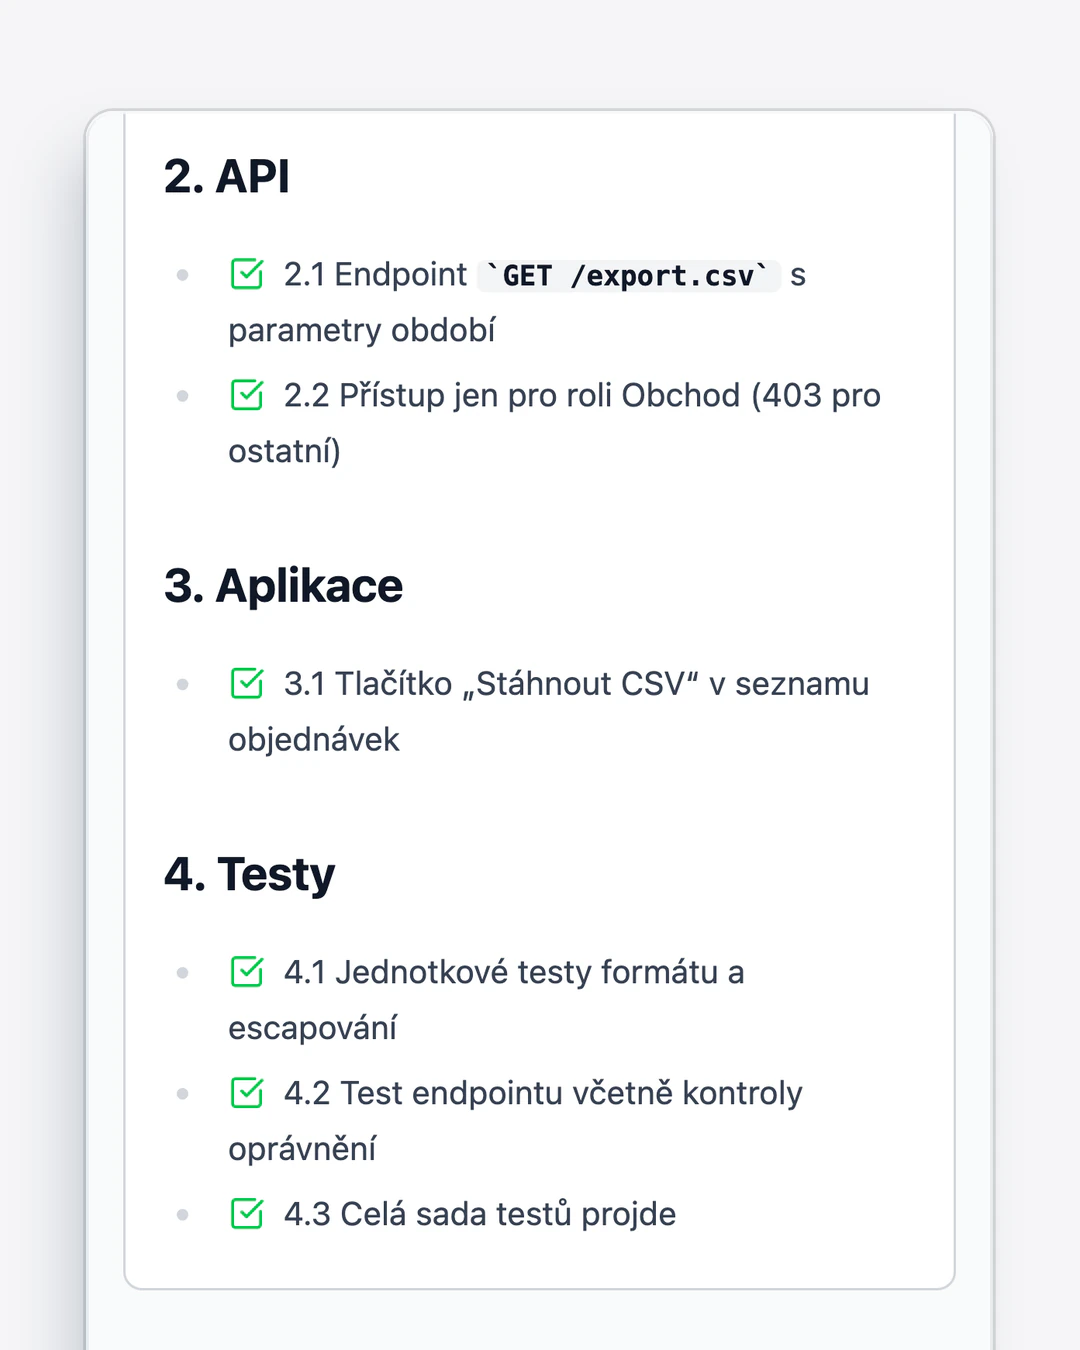 2. API
2.1 Endpoint `GET /export.csv` s
parametry období
2.2 Přístup jen pro roli Obchod (403 pro
ostatní)
3. Aplikace
3.1 Tlačítko „Stáhnout CSV“ v seznamu
objednávek
4. Testy
4.1 Jednotkové testy formátu a
escapování
4.2 Test endpointu včetně kontroly
oprávnění
4.3 Celá sada testů projde